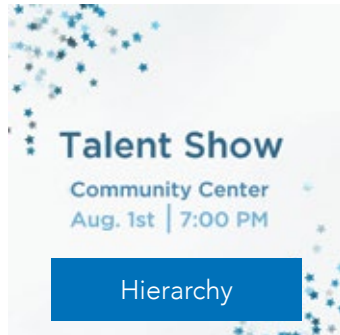 Talent Show
Community Center
Aug. 1st | 7:00 PM
Hierarchy